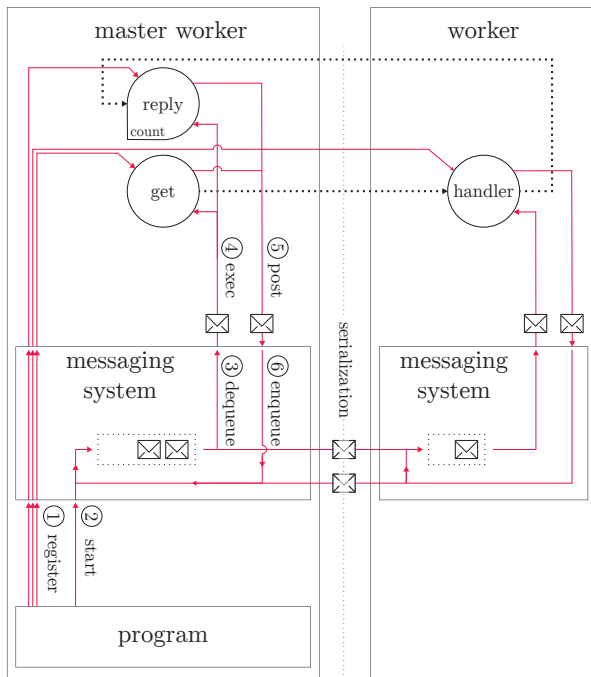 master worker
worker
reply
count
get
handler
④ exec
⑤ post
serialization
messaging
system
③ dequeue
⑥ enqueue
messaging
system
① register
② start
program